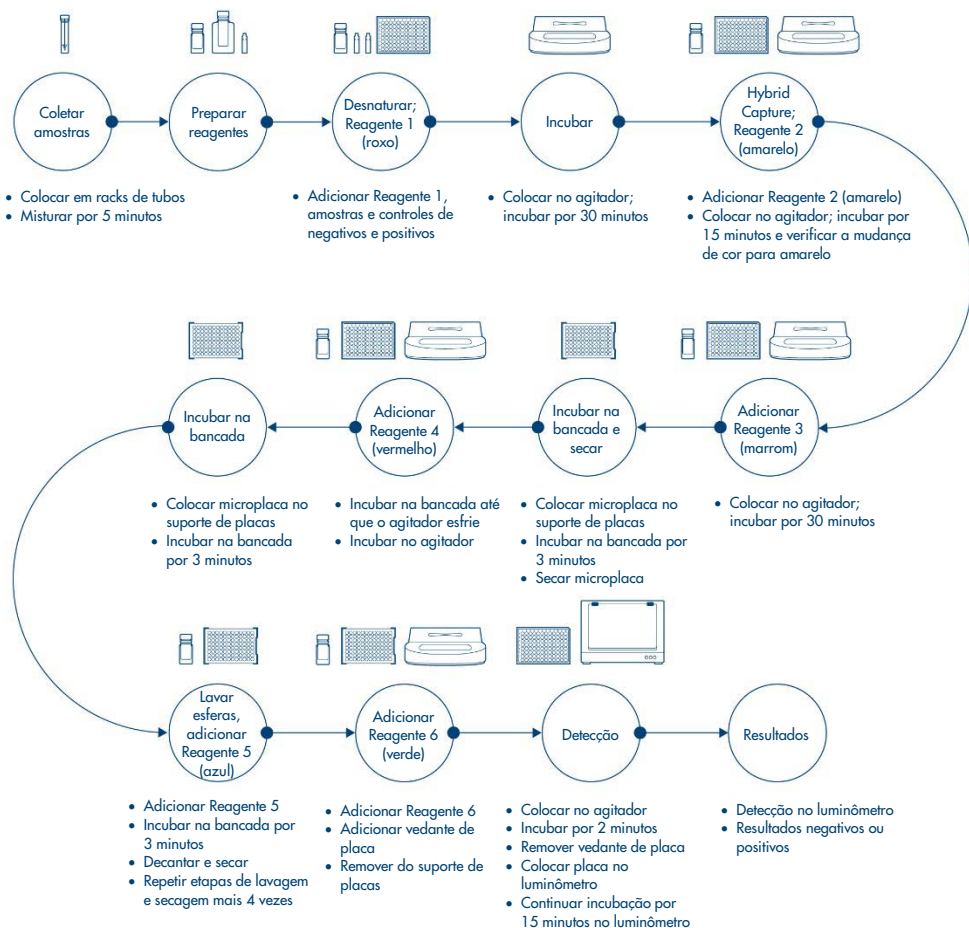 Coletar
amostras
Preparar
reagentes
Desnaturar;
Reagente 1
(roxo)
Incubar
Hybrid
Capture;
Reagente 2
(amarelo)
• Colocar em racks de tubos
• Misturar por 5 minutos
• Adicionar Reagente 1,
amostras e controles de
negativos e positivos
• Colocar no agitador;
incubar por 30 minutos
• Adicionar Reagente 2 (amarelo)
• Colocar no agitador; incubar por
15 minutos e verificar a mudança
de cor para amarelo
Incubar na
bancada
Adicionar
Reagente 4
(vermelho)
Incubar na
bancada e
secar
Adicionar
Reagente 3
(marrom)
• Colocar microplaca no
suporte de placas
• Incubar na bancada
por 3 minutos
• Incubar na bancada até
que o agitador esfrie
• Incubar no agitador
• Colocar microplaca no
suporte de placas
• Incubar na bancada por
3 minutos
• Secar microplaca
• Colocar no agitador;
incubar por 30 minutos
Lavar
esferas,
adicionar
Reagente 5
(azul)
Adicionar
Reagente 6
(verde)
Detecção
Resultados
• Adicionar Reagente 5
• Incubar na bancada por
3 minutos
• Decantar e secar
• Repetir etapas de lavagem
e secagem mais 4 vezes
• Adicionar Reagente 6
• Adicionar vedante de
placa
• Remover do suporte de
placas
• Colocar no agitador
• Incubar por 2 minutos
• Remover vedante de placa
• Colocar placa no
luminômetro
• Continuar incubação por
15 minutos no luminômetro
• Detecção no luminômetro
• Resultados negativos ou
positivos